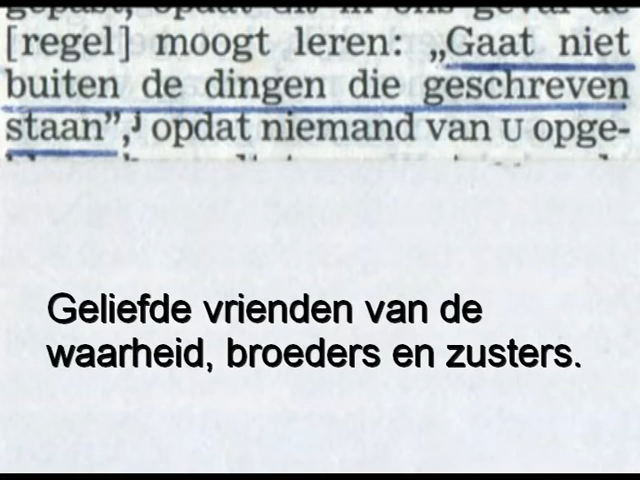 [regel] moogt leren: „Gaat niet
buiten de dingen die geschreven
staan”,ʲ opdat niemand van U opge-
Geliefde vrienden van de
waarheid, broeders en zusters.